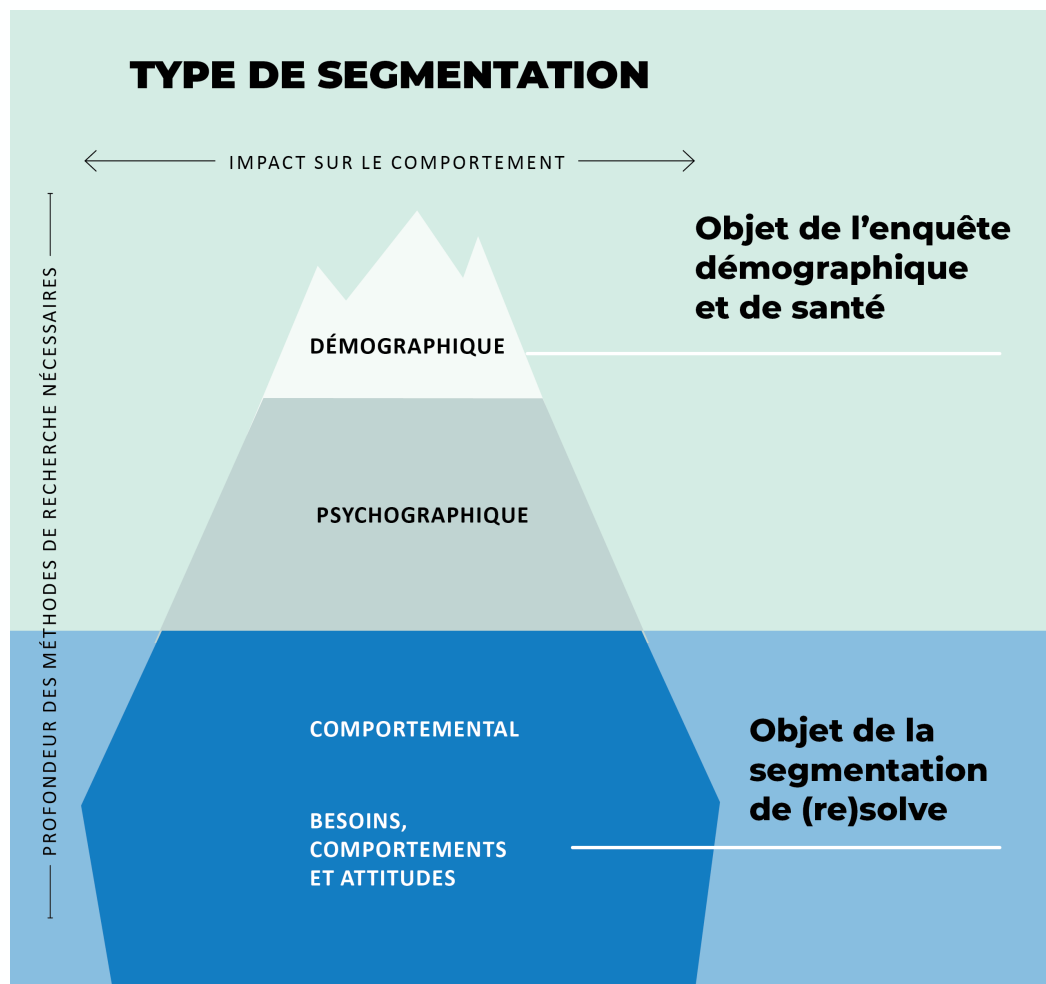 TYPE DE SEGMENTATION
IMPACT SUR LE COMPORTEMENT
PROFONDEUR DES MÉTHODES DE RECHERCHE NÉCESSAIRES
Objet de l’enquête
démographique
et de santé
DÉMOGRAPHIQUE
PSYCHOGRAPHIQUE
COMPORTEMENTAL
Objet de la
segmentation
de (re)solve
BESOINS,
COMPORTEMENTS
ET ATTITUDES